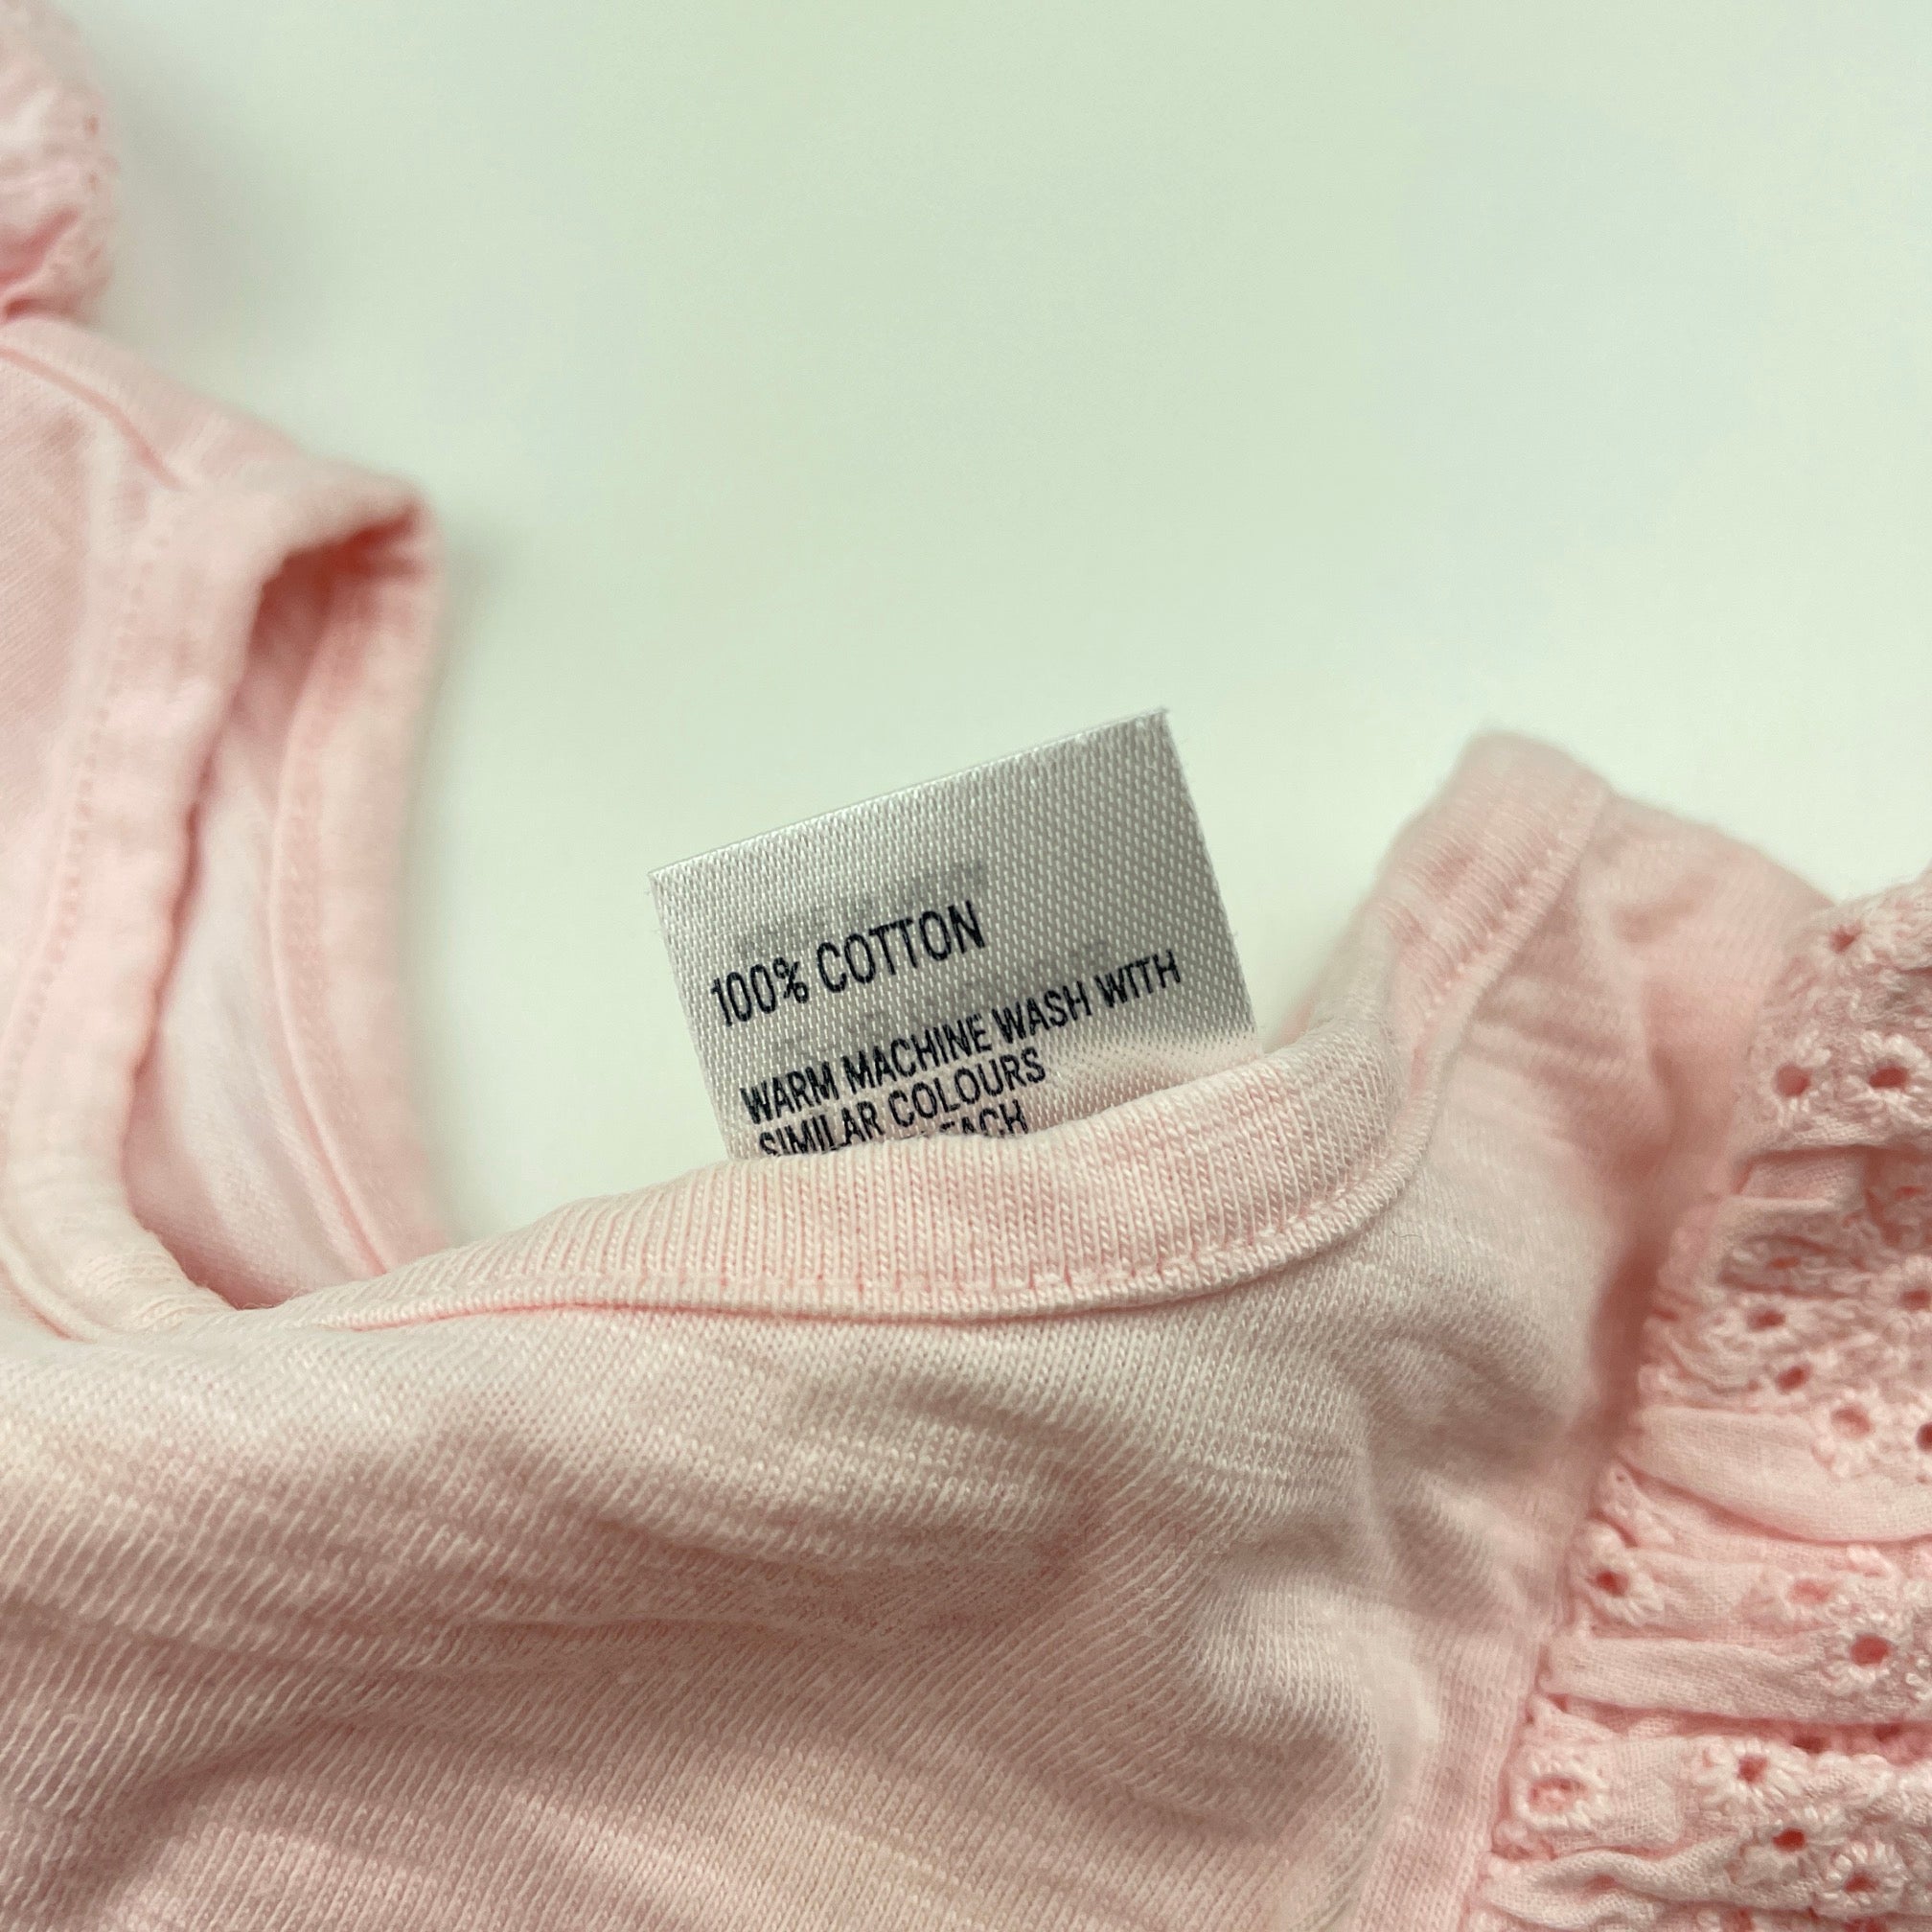 100% COTTON
WARM MACHINE WASH WITH
SIMILAR COLOURS